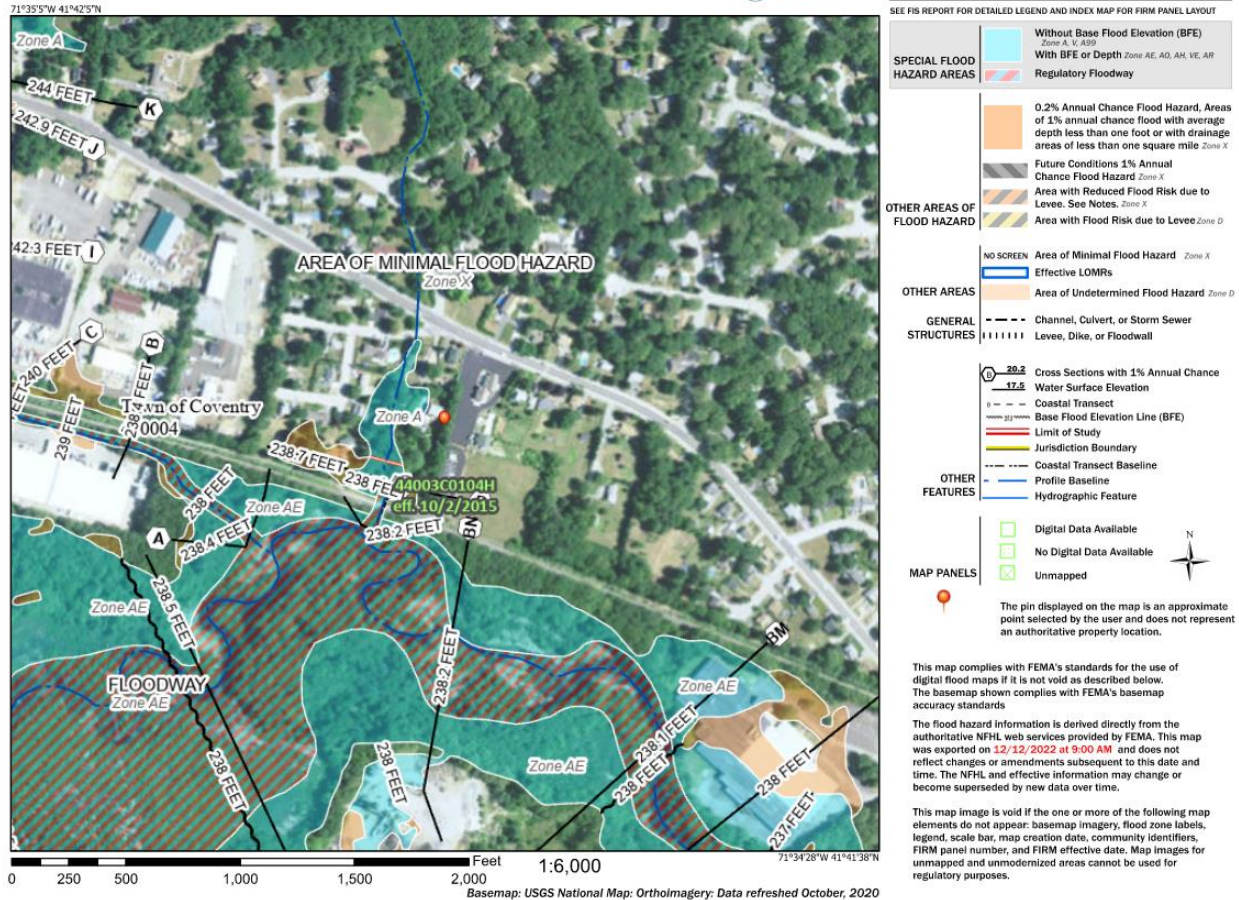 71°35'5"W 41°42'5"N
Zone A
244 FEET
K
242.9 FEET
J
242.3 FEET
I
AREA OF MINIMAL FLOOD HAZARD
Zone X
C
B
240 FEET
FEET
239 FEET
Town of Coventry
0004
Zone A
238.7 FEET
238 FEET
44003C0104H
eff. 10/2/2015
238 FEET
Zone AE
238.2 FEET
BN
A
238.4 FEET
Zone AE
238.5 FEET
FLOODWAY
Zone AE
238 FEET
238.2 FEET
BM
Zone AE
238.1 FEET
238 FEET
238 FEET
237 FEET
Zone AE
238 FEET
71°34'28"W 41°41'38"N
Feet
1:6,000
0 250 500 1,000 1,500 2,000
Basemap: USGS National Map: Orthoimagery: Data refreshed October, 2020
SEE FIS REPORT FOR DETAILED LEGEND AND INDEX MAP FOR FIRM PANEL LAYOUT
SPECIAL FLOOD
HAZARD AREAS
Without Base Flood Elevation (BFE)
Zone A, V, A99
With BFE or Depth Zone AE, AO, AH, VE, AR
Regulatory Floodway
OTHER AREAS OF
FLOOD HAZARD
0.2% Annual Chance Flood Hazard, Areas
of 1% annual chance flood with average
depth less than one foot or with drainage
areas of less than one square mile Zone X
Future Conditions 1% Annual
Chance Flood Hazard Zone X
Area with Reduced Flood Risk due to
Levee. See Notes. Zone X
Area with Flood Risk due to Levee Zone D
OTHER AREAS
NO SCREEN Area of Minimal Flood Hazard Zone X
Effective LOMRs
Area of Undetermined Flood Hazard Zone D
GENERAL
STRUCTURES
Channel, Culvert, or Storm Sewer
Levee, Dike, or Floodwall
OTHER
FEATURES
B 20.2 Cross Sections with 1% Annual Chance
17.5 Water Surface Elevation
Coastal Transect
Base Flood Elevation Line (BFE)
Limit of Study
Jurisdiction Boundary
Coastal Transect Baseline
Profile Baseline
Hydrographic Feature
MAP PANELS
Digital Data Available
No Digital Data Available
Unmapped
N
The pin displayed on the map is an approximate
point selected by the user and does not represent
an authoritative property location.
This map complies with FEMA's standards for the use of
digital flood maps if it is not void as described below.
The basemap shown complies with FEMA's basemap
accuracy standards
The flood hazard information is derived directly from the
authoritative NFHL web services provided by FEMA. This map
was exported on 12/12/2022 at 9:00 AM and does not
reflect changes or amendments subsequent to this date and
time. The NFHL and effective information may change or
become superseded by new data over time.
This map image is void if the one or more of the following map
elements do not appear: basemap imagery, flood zone labels,
legend, scale bar, map creation date, community identifiers,
FIRM panel number, and FIRM effective date. Map images for
unmapped and unmodernized areas cannot be used for
regulatory purposes.